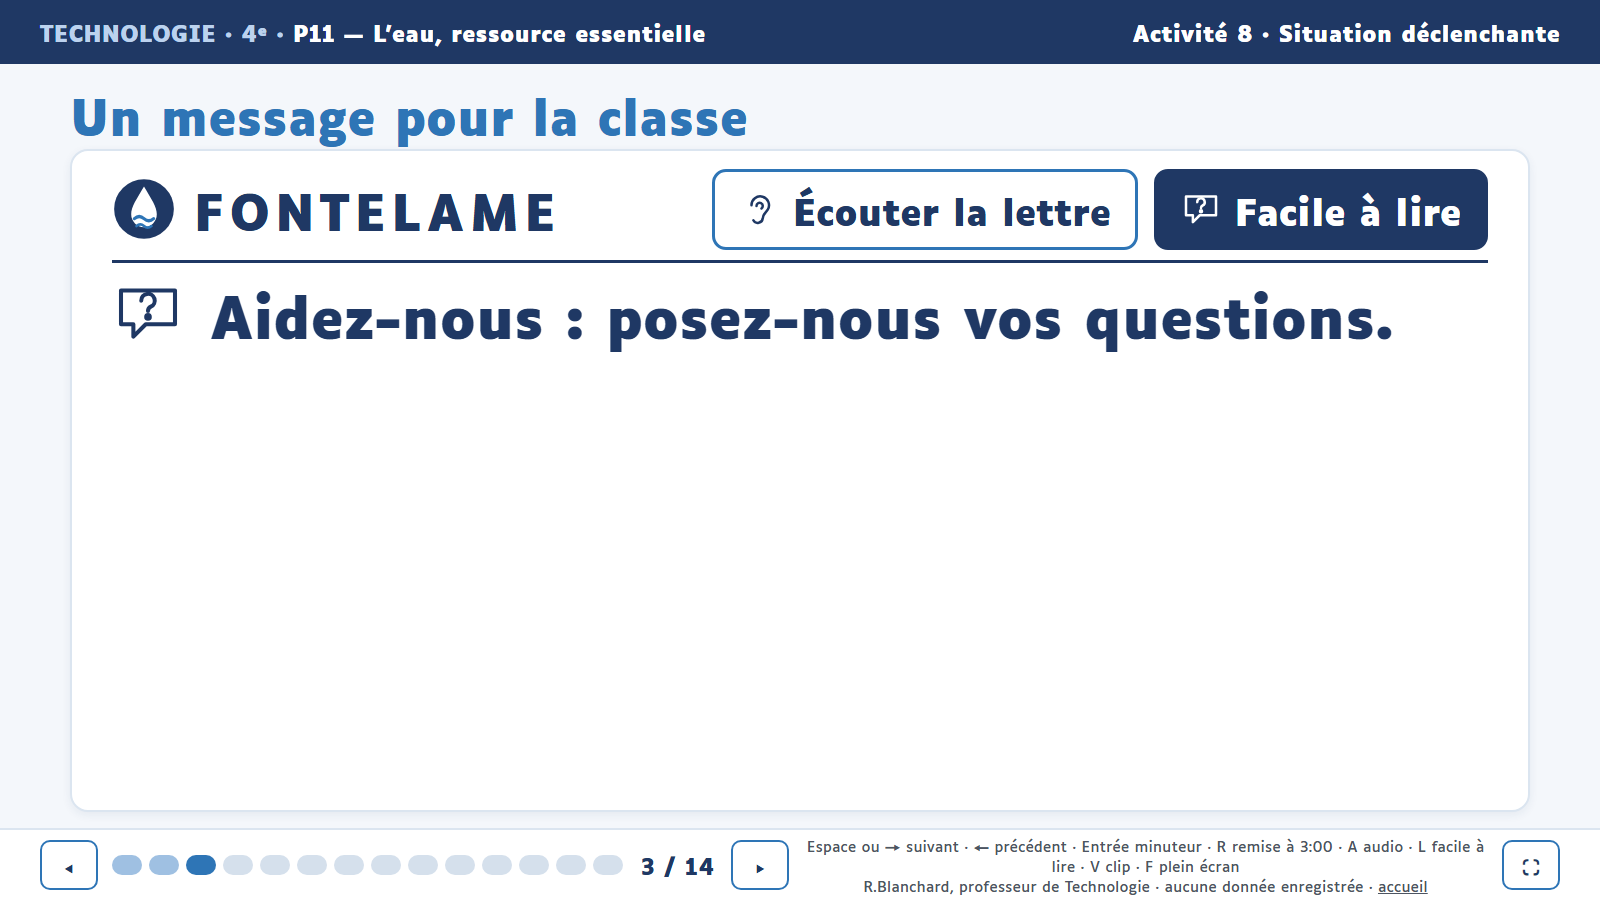 TECHNOLOGIE · 4ᵉ · P11 — L'eau, ressource essentielle
Activité 8 · Situation déclenchante
Un message pour la classe
FONTELAME
Écouter la lettre
Facile à lire
Aidez-nous : posez-nous vos questions.
3 / 14
Espace ou → suivant · ← précédent · Entrée minuteur · R remise à 3:00 · A audio · L facile à
lire · V clip · F plein écran
R.Blanchard, professeur de Technologie · aucune donnée enregistrée · accueil